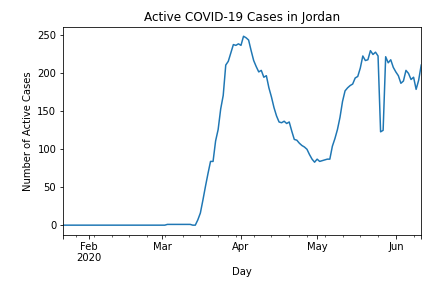 Active COVID-19 Cases in Jordan
250
200
150
100
50
0
Number of Active Cases
Feb Mar Apr May Jun
2020
Day